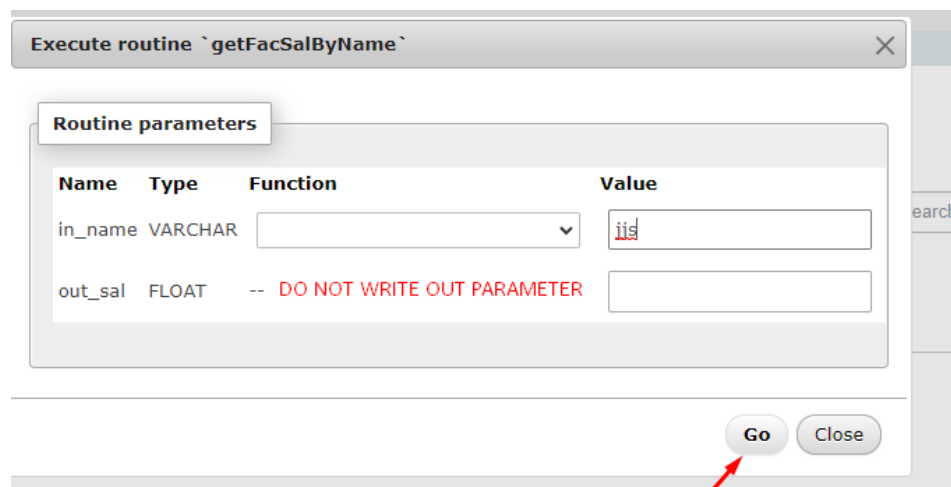 Execute routine `getFacSalByName`
Routine parameters
Name Type Function Value
in_name VARCHAR jjs
out_sal FLOAT -- DO NOT WRITE OUT PARAMETER
earch
Go Close